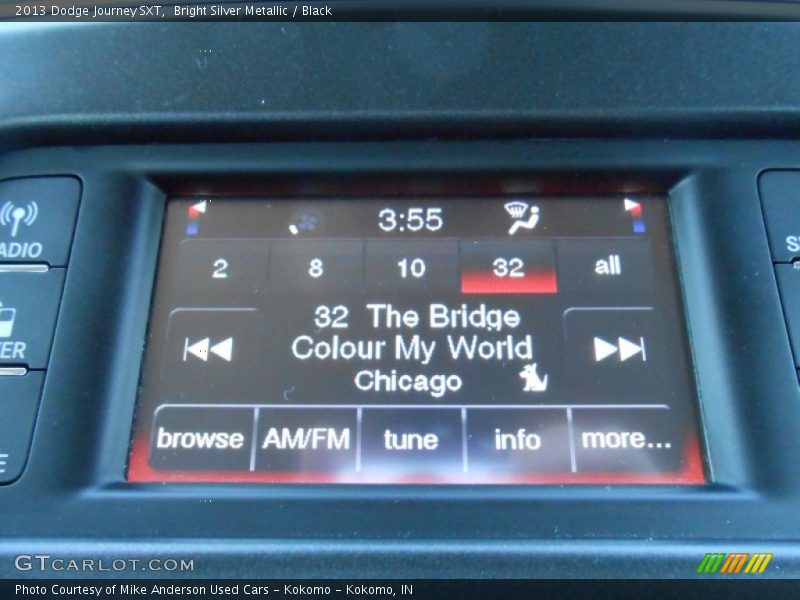 2013 Dodge Journey SXT,  Bright Silver Metallic / Black
3:55
ADIO
2 8 10 32 all
32 The Bridge
Colour My World
Chicago
browse AM/FM tune info more...
GTCARLOT.COM
Photo Courtesy of Mike Anderson Used Cars – Kokomo – Kokomo, IN